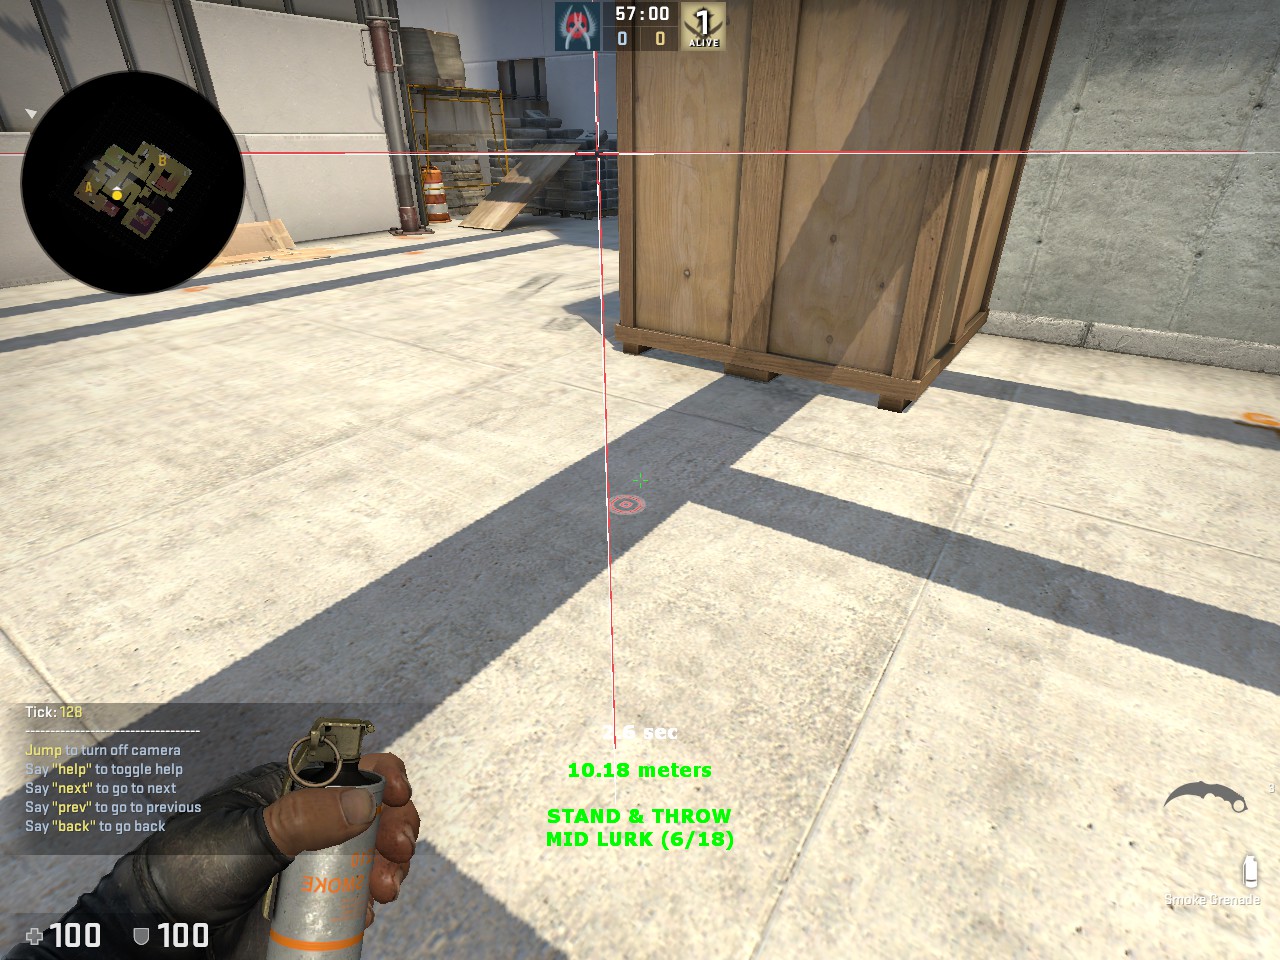 57:00
0 0
1
ALIVE
B
A
Tick: 128
Jump to turn off camera
Say "help" to toggle help
Say "next" to go to next
Say "prev" to go to previous
Say "back" to go back
sec
10.18 meters
STAND & THROW
MID LURK (6/18)
3
Smoke Grenade
SMOKE
100 100